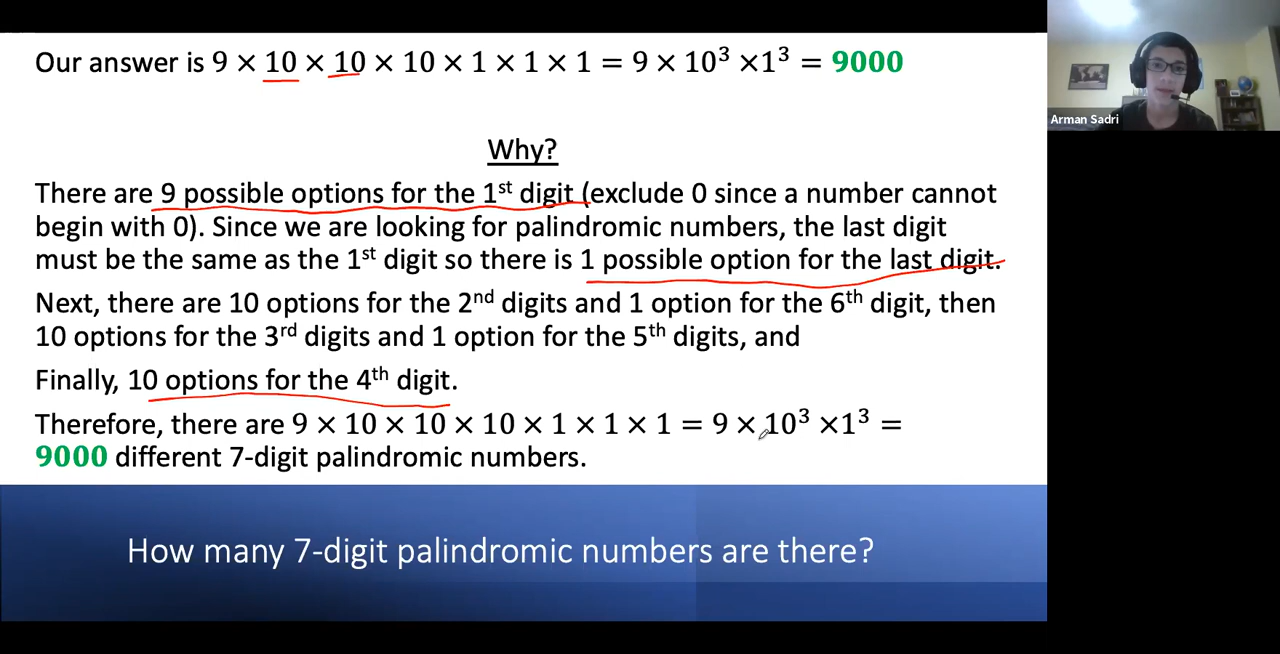 Our answer is 9 × 10 × 10 × 10 × 1 × 1 × 1 = 9 × 10³ ×1³ = 9000
Arman Sadri
Why?
There are 9 possible options for the 1st digit (exclude 0 since a number cannot
begin with 0). Since we are looking for palindromic numbers, the last digit
must be the same as the 1st digit so there is 1 possible option for the last digit.
Next, there are 10 options for the 2nd digits and 1 option for the 6th digit, then
10 options for the 3rd digits and 1 option for the 5th digits, and
Finally, 10 options for the 4th digit.
Therefore, there are 9 × 10 × 10 × 10 × 1 × 1 × 1 = 9 × 10³ ×1³ =
9000 different 7-digit palindromic numbers.
How many 7-digit palindromic numbers are there?